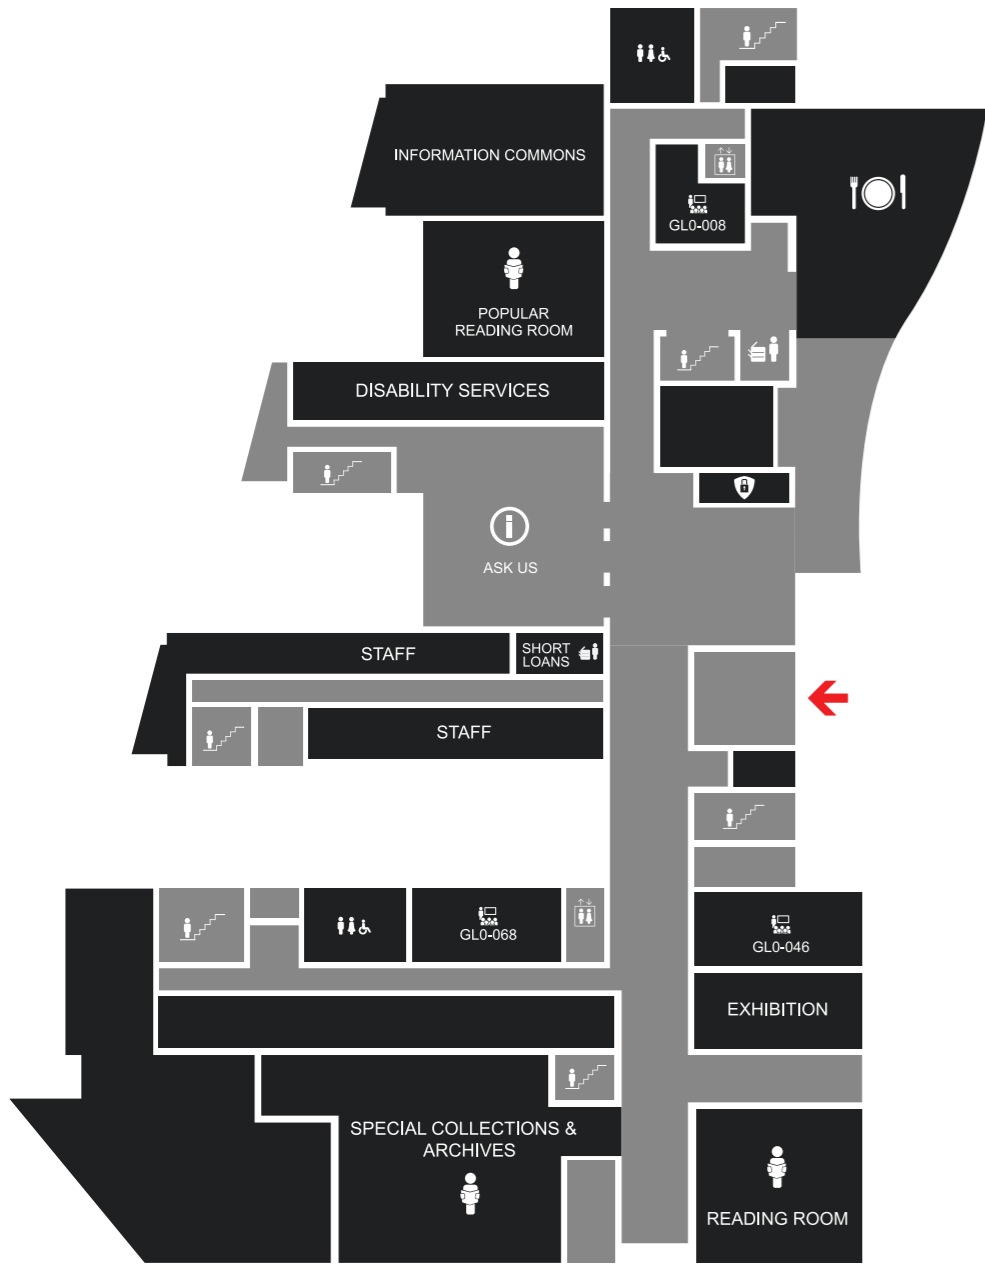 INFORMATION COMMONS
GL0-008
POPULAR
READING ROOM
DISABILITY SERVICES
ASK US
STAFF
SHORT
LOANS
STAFF
GL0-068
GL0-046
EXHIBITION
SPECIAL COLLECTIONS &
ARCHIVES
READING ROOM